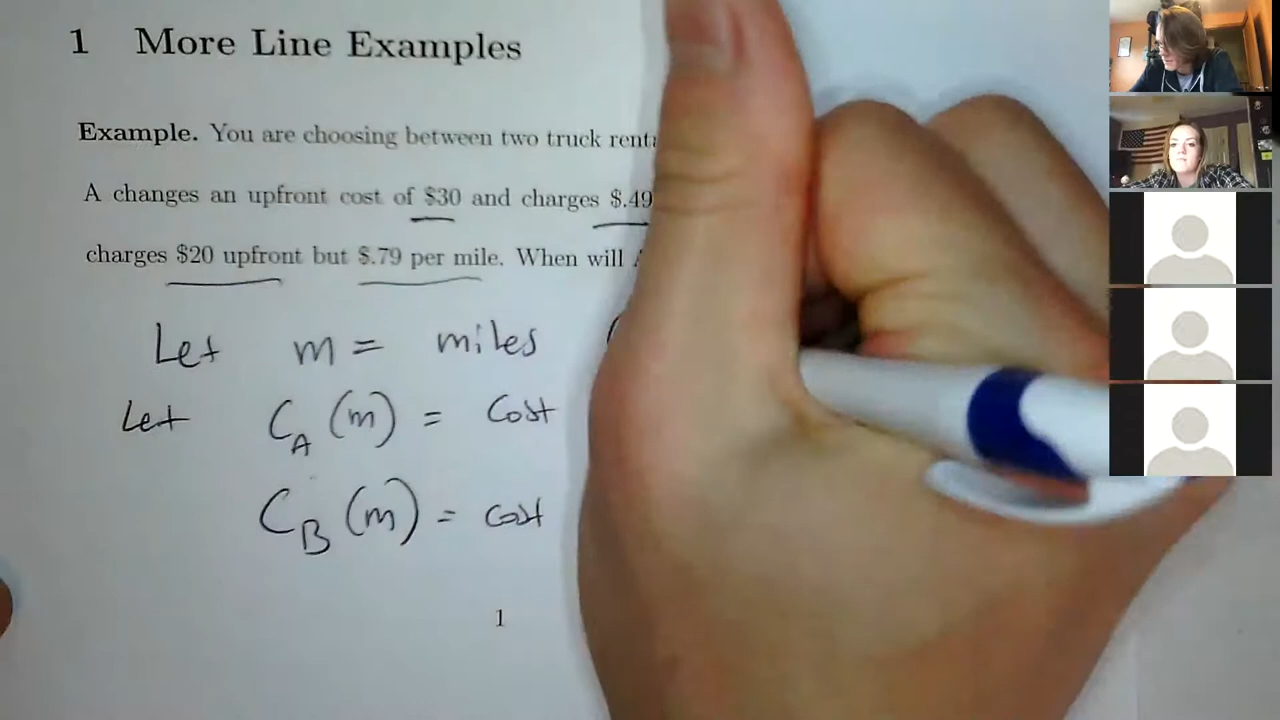 1 More Line Examples
Example. You are choosing between two truck
A changes an upfront cost of $30 and charges $.49
charges $20 upfront but $.79 per mile. When will
Let m = miles
Let C_A (m) = Cost
C_B (m) = cost
1